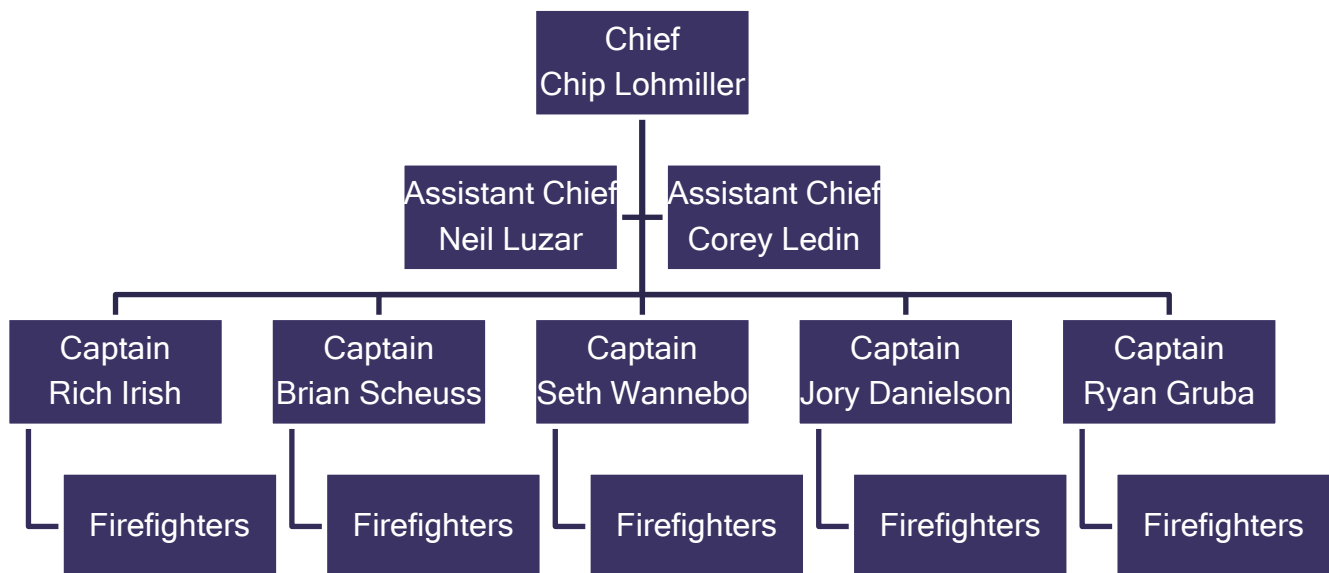 Chief
Chip Lohmiller
Assistant Chief
Neil Luzar
Assistant Chief
Corey Ledin
Captain
Rich Irish
Captain
Brian Scheuss
Captain
Seth Wannebo
Captain
Jory Danielson
Captain
Ryan Gruba
Firefighters
Firefighters
Firefighters
Firefighters
Firefighters